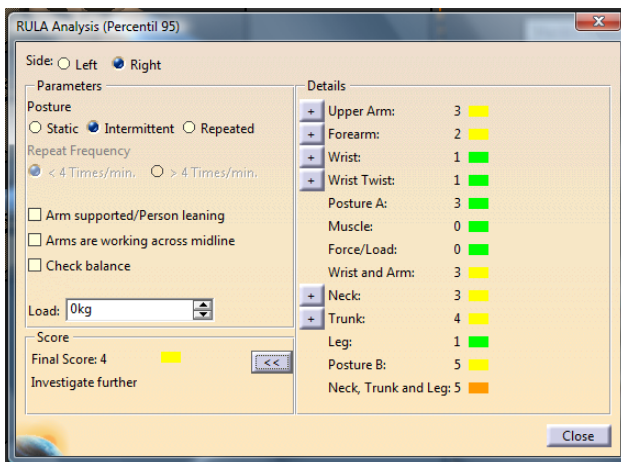 RULA Analysis (Percentil 95)
Side: Left Right
Parameters
Posture
Static Intermittent Repeated
Repeat Frequency
< 4 Times/min. > 4 Times/min.
Arm supported/Person leaning
Arms are working across midline
Check balance
Load: 0kg
Score
Final Score: 4
<<
Investigate further
Details
+ Upper Arm: 3
+ Forearm: 2
+ Wrist: 1
+ Wrist Twist: 1
Posture A: 3
Muscle: 0
Force/Load: 0
Wrist and Arm: 3
+ Neck: 3
+ Trunk: 4
Leg: 1
Posture B: 5
Neck, Trunk and Leg: 5
Close